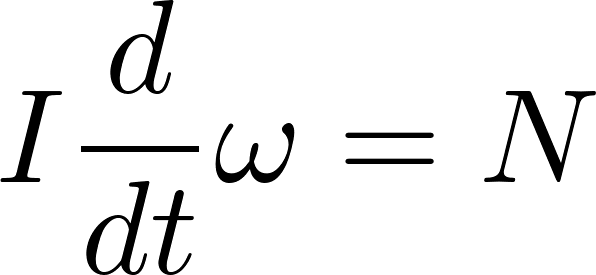 I d/dt ω = N